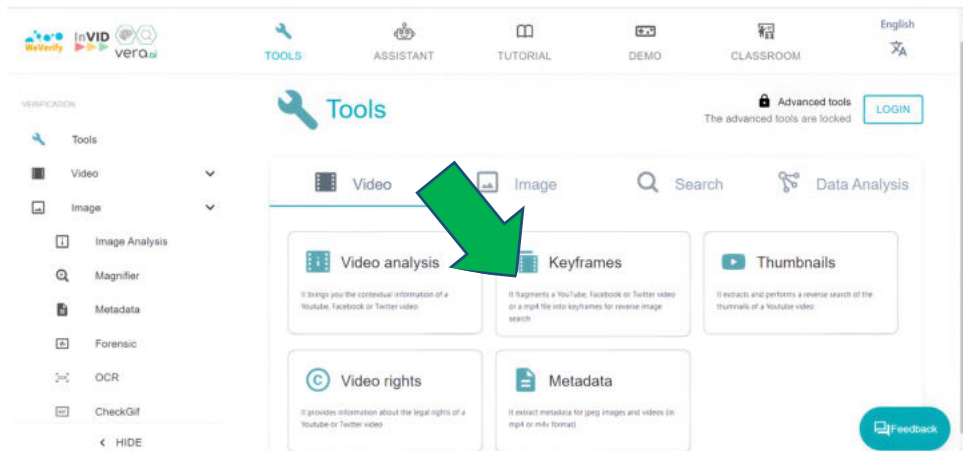 WeVerify
InVID
vera.ai
TOOLS
ASSISTANT
TUTORIAL
DEMO
CLASSROOM
English
VERIFICATION
Tools
Video
Image
Image Analysis
Magnifier
Metadata
Forensic
OCR
CheckGif
HIDE
Tools
Advanced tools
The advanced tools are locked
LOGIN
Video
Image
Search
Data Analysis
Video analysis
It brings you the contextual information of a
Youtube, Facebook or Twitter video
Keyframes
It fragments a YouTube, Facebook or Twitter video
or a mp4 file into keyframes for reverse image
search
Thumbnails
It extracts and performs a reverse search of the
thumnails of a Youtube video
Video rights
It provides information about the legal rights of a
Youtube or Twitter video
Metadata
It extract metadata for jpeg images and videos (in
mp4 or m4v format)
Feedback